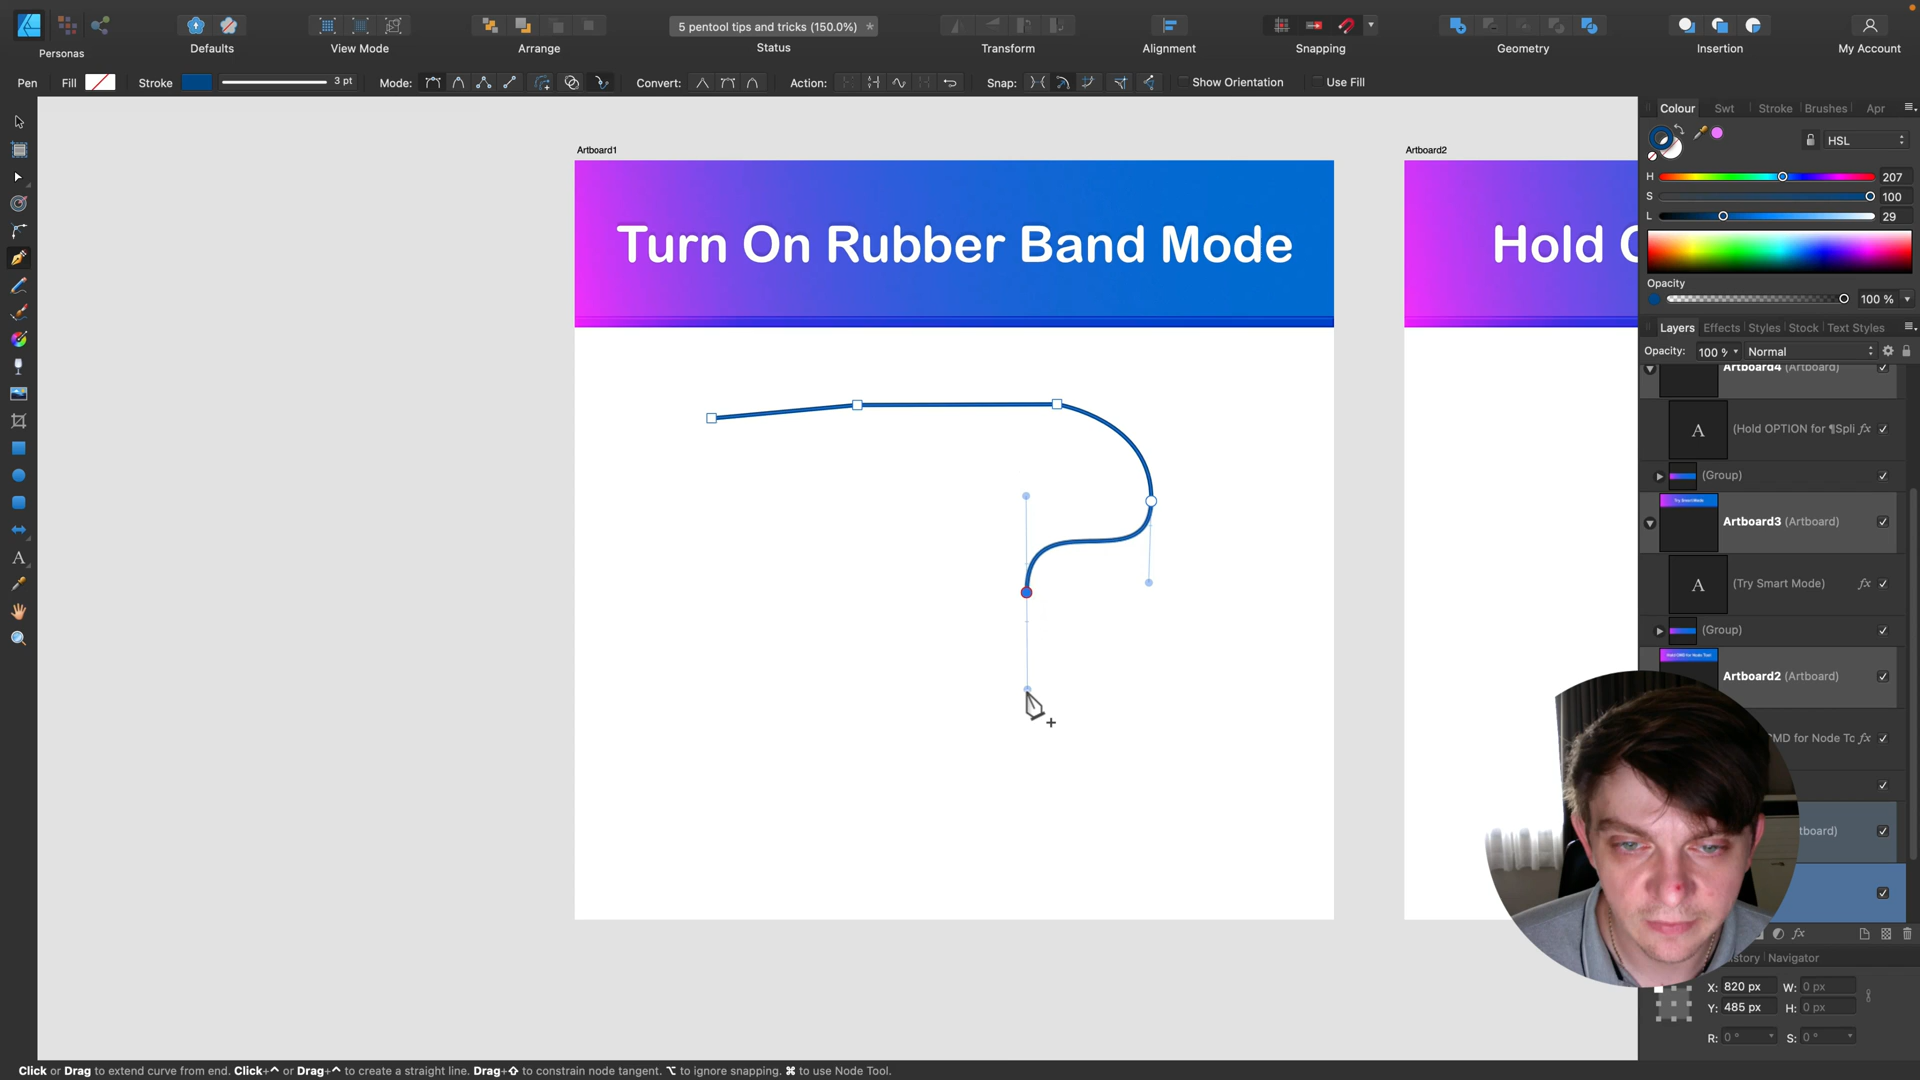 5 pentool tips and tricks (150.0%) *
Personas
Defaults
View Mode
Arrange
Status
Transform
Alignment
Snapping
Geometry
Insertion
My Account
Pen
Fill
Stroke
3 pt
Mode:
Convert:
Action:
Snap:
Show Orientation
Use Fill
Artboard1
Artboard2
Turn On Rubber Band Mode
Hold
Colour
Swt
Stroke
Brushes
Apr
HSL
H
207
S
100
L
29
Opacity
100 %
Layers
Effects
Styles
Stock
Text Styles
Opacity:
100 %
Normal
Artboard4 (Artboard)
A
(Hold OPTION for ¶Spli
fx
(Group)
Artboard3 (Artboard)
A
(Try Smart Mode)
fx
(Group)
Artboard2 (Artboard)
MD for Node Tc
fx
tboard)
fx
istory
Navigator
X: 820 px
W: 0 px
Y: 485 px
H: 0 px
R: 0 °
S: 0 °
Click or Drag to extend curve from end. Click+^ or Drag+^ to create a straight line. Drag+⇧ to constrain node tangent. ⌥ to ignore snapping. ⌘ to use Node Tool.